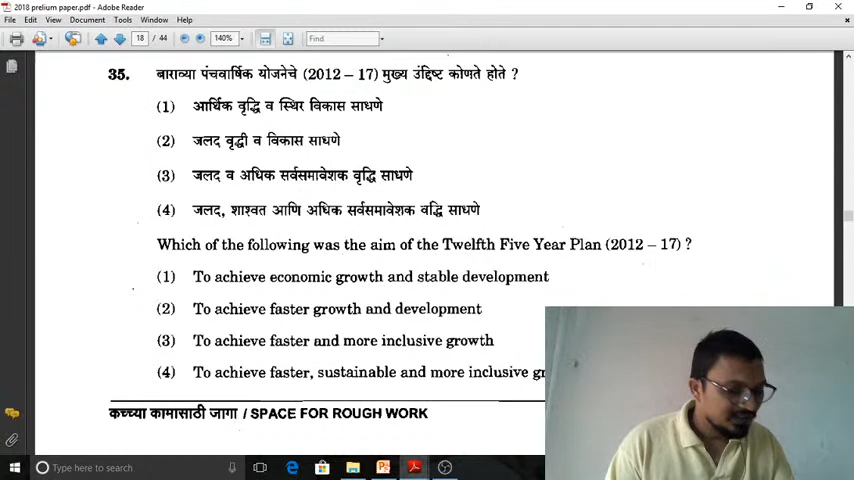 2018 prelium paper.pdf - Adobe Reader
File Edit View Document Tools Window Help
18 / 44 140% Find
35. बाराव्या पंचवार्षिक योजनेचे (2012 – 17) मुख्य उंद्दिष्ट कोणते होते ?
(1) आर्थिक वृद्धि व स्थिर विकास साधणे
(2) जलद वृद्धी व विकास साधणे
(3) जलद व अधिक सर्वसमावेशक वृद्धि साधणे
(4) जलद, शाश्वत आणि अधिक सर्वसमावेशक वद्धि साधणे
Which of the following was the aim of the Twelfth Five Year Plan (2012 – 17) ?
(1) To achieve economic growth and stable development
(2) To achieve faster growth and development
(3) To achieve faster and more inclusive growth
(4) To achieve faster, sustainable and more inclusive gr
कच्च्या कामासाठी जागा / SPACE FOR ROUGH WORK
Type here to search